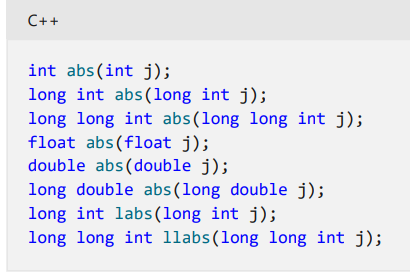 C++
int abs(int j);
long int abs(long int j);
long long int abs(long long int j);
float abs(float j);
double abs(double j);
long double abs(long double j);
long int labs(long int j);
long long int llabs(long long int j);